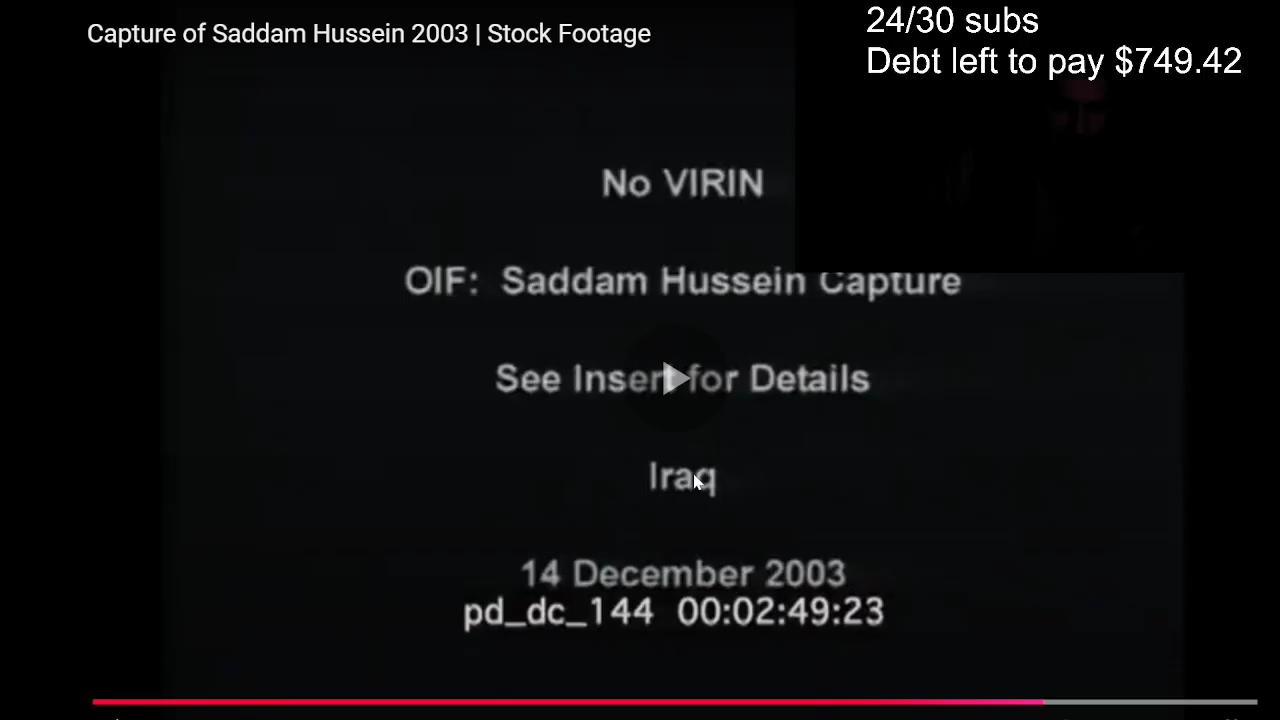 Capture of Saddam Hussein 2003 | Stock Footage
24/30 subs
Debt left to pay $749.42
No VIRIN
OIF: Saddam Hussein Capture
See Insert for Details
Iraq
14 December 2003
pd_dc_144 00:02:49:23